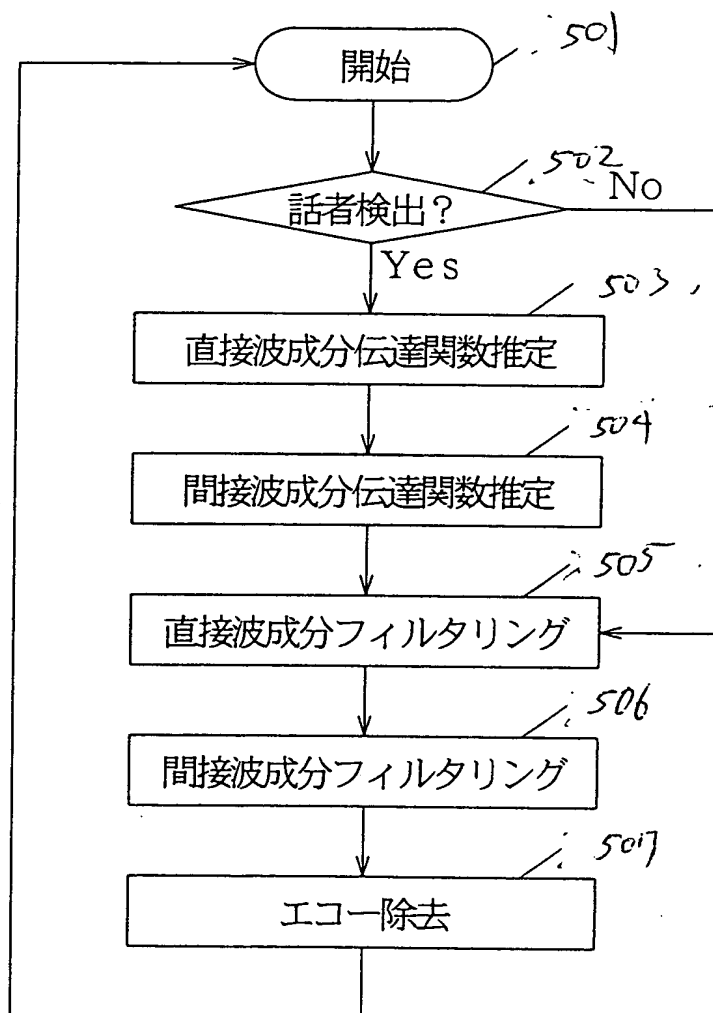 開始
501
話者検出?
502
No
Yes
503
直接波成分伝達関数推定
504
間接波成分伝達関数推定
505
直接波成分フィルタリング
506
間接波成分フィルタリング
507
エコー除去